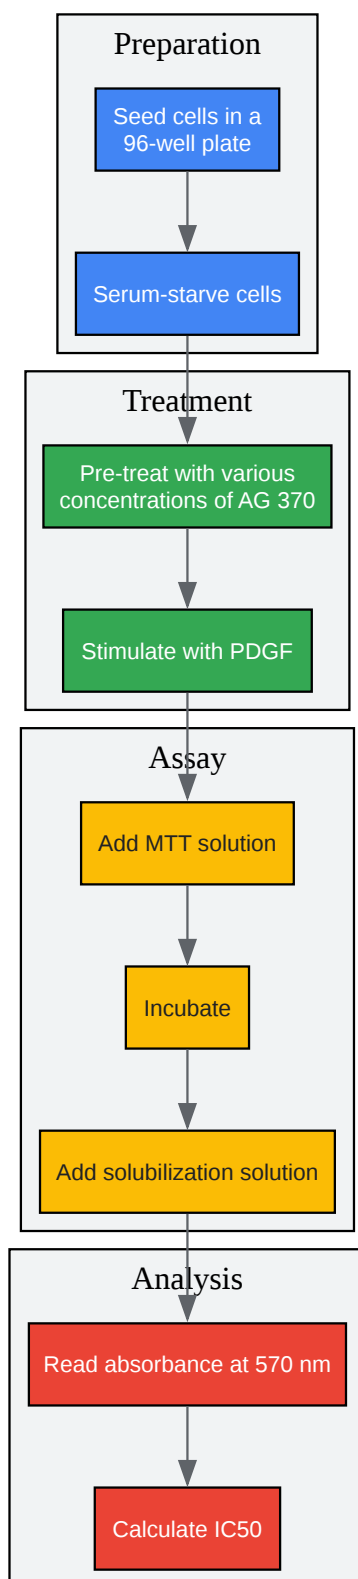 Preparation
Seed cells in a
96-well plate
Serum-starve cells
Treatment
Pre-treat with various
concentrations of AG 370
Stimulate with PDGF
Assay
Add MTT solution
Incubate
Add solubilization solution
Analysis
Read absorbance at 570 nm
Calculate IC50